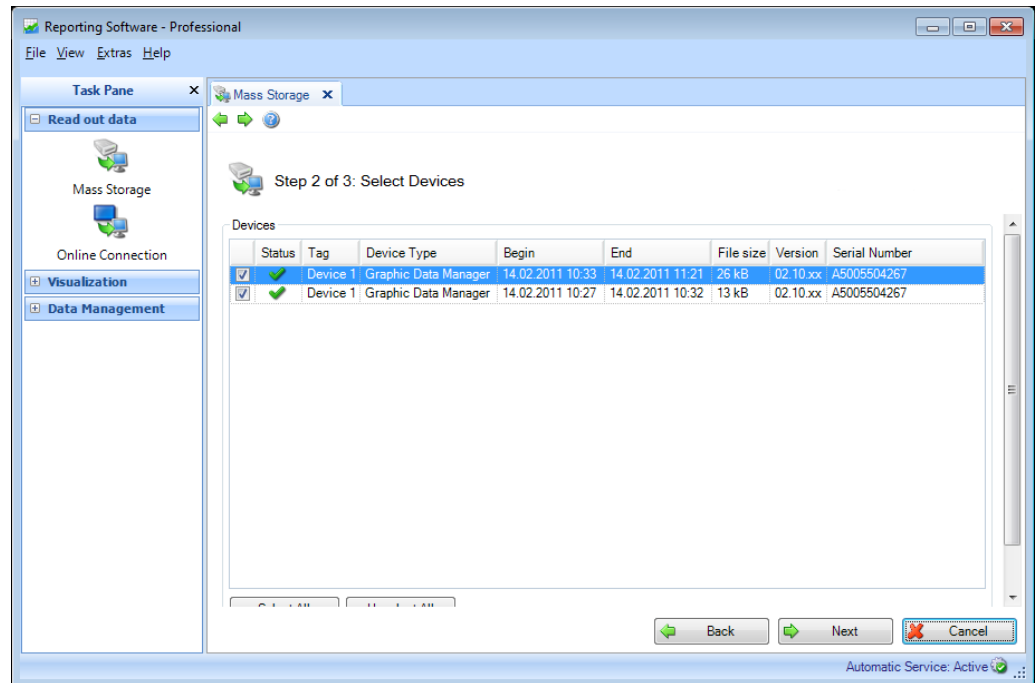 Reporting Software - Professional
File View Extras Help
Task Pane
Read out data
Mass Storage
Online Connection
Visualization
Data Management
Mass Storage
Step 2 of 3: Select Devices
Devices
Status Tag Device Type Begin End File size Version Serial Number
Device 1 Graphic Data Manager 14.02.2011 10:33 14.02.2011 11:21 26 kB 02.10.xx A5005504267
Device 1 Graphic Data Manager 14.02.2011 10:27 14.02.2011 10:32 13 kB 02.10.xx A5005504267
Back Next Cancel
Automatic Service: Active